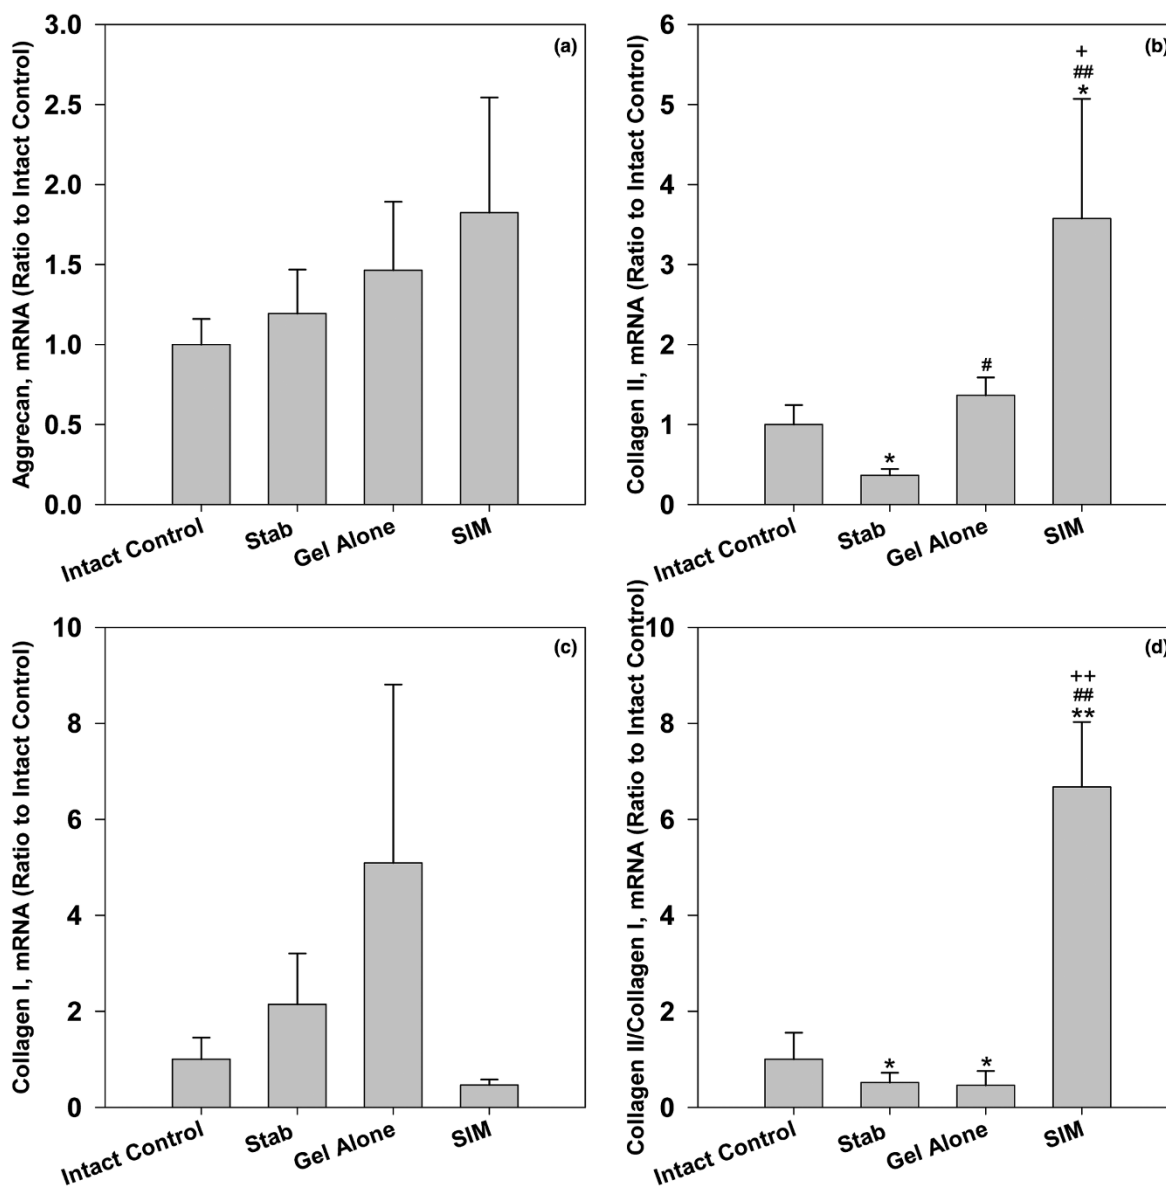 Aggrecan, mRNA (Ratio to Intact Control)
3.0
2.5
2.0
1.5
1.0
0.5
0.0
(a)
Intact Control
Stab
Gel Alone
SIM
Collagen II, mRNA (Ratio to Intact Control)
6
5
4
3
2
1
0
(b)
*
#
+
##
*
Intact Control
Stab
Gel Alone
SIM
Collagen I, mRNA (Ratio to Intact Control)
10
8
6
4
2
0
(c)
Intact Control
Stab
Gel Alone
SIM
Collagen II/Collagen I, mRNA (Ratio to Intact Control)
10
8
6
4
2
0
(d)
*
*
++
##
**
Intact Control
Stab
Gel Alone
SIM